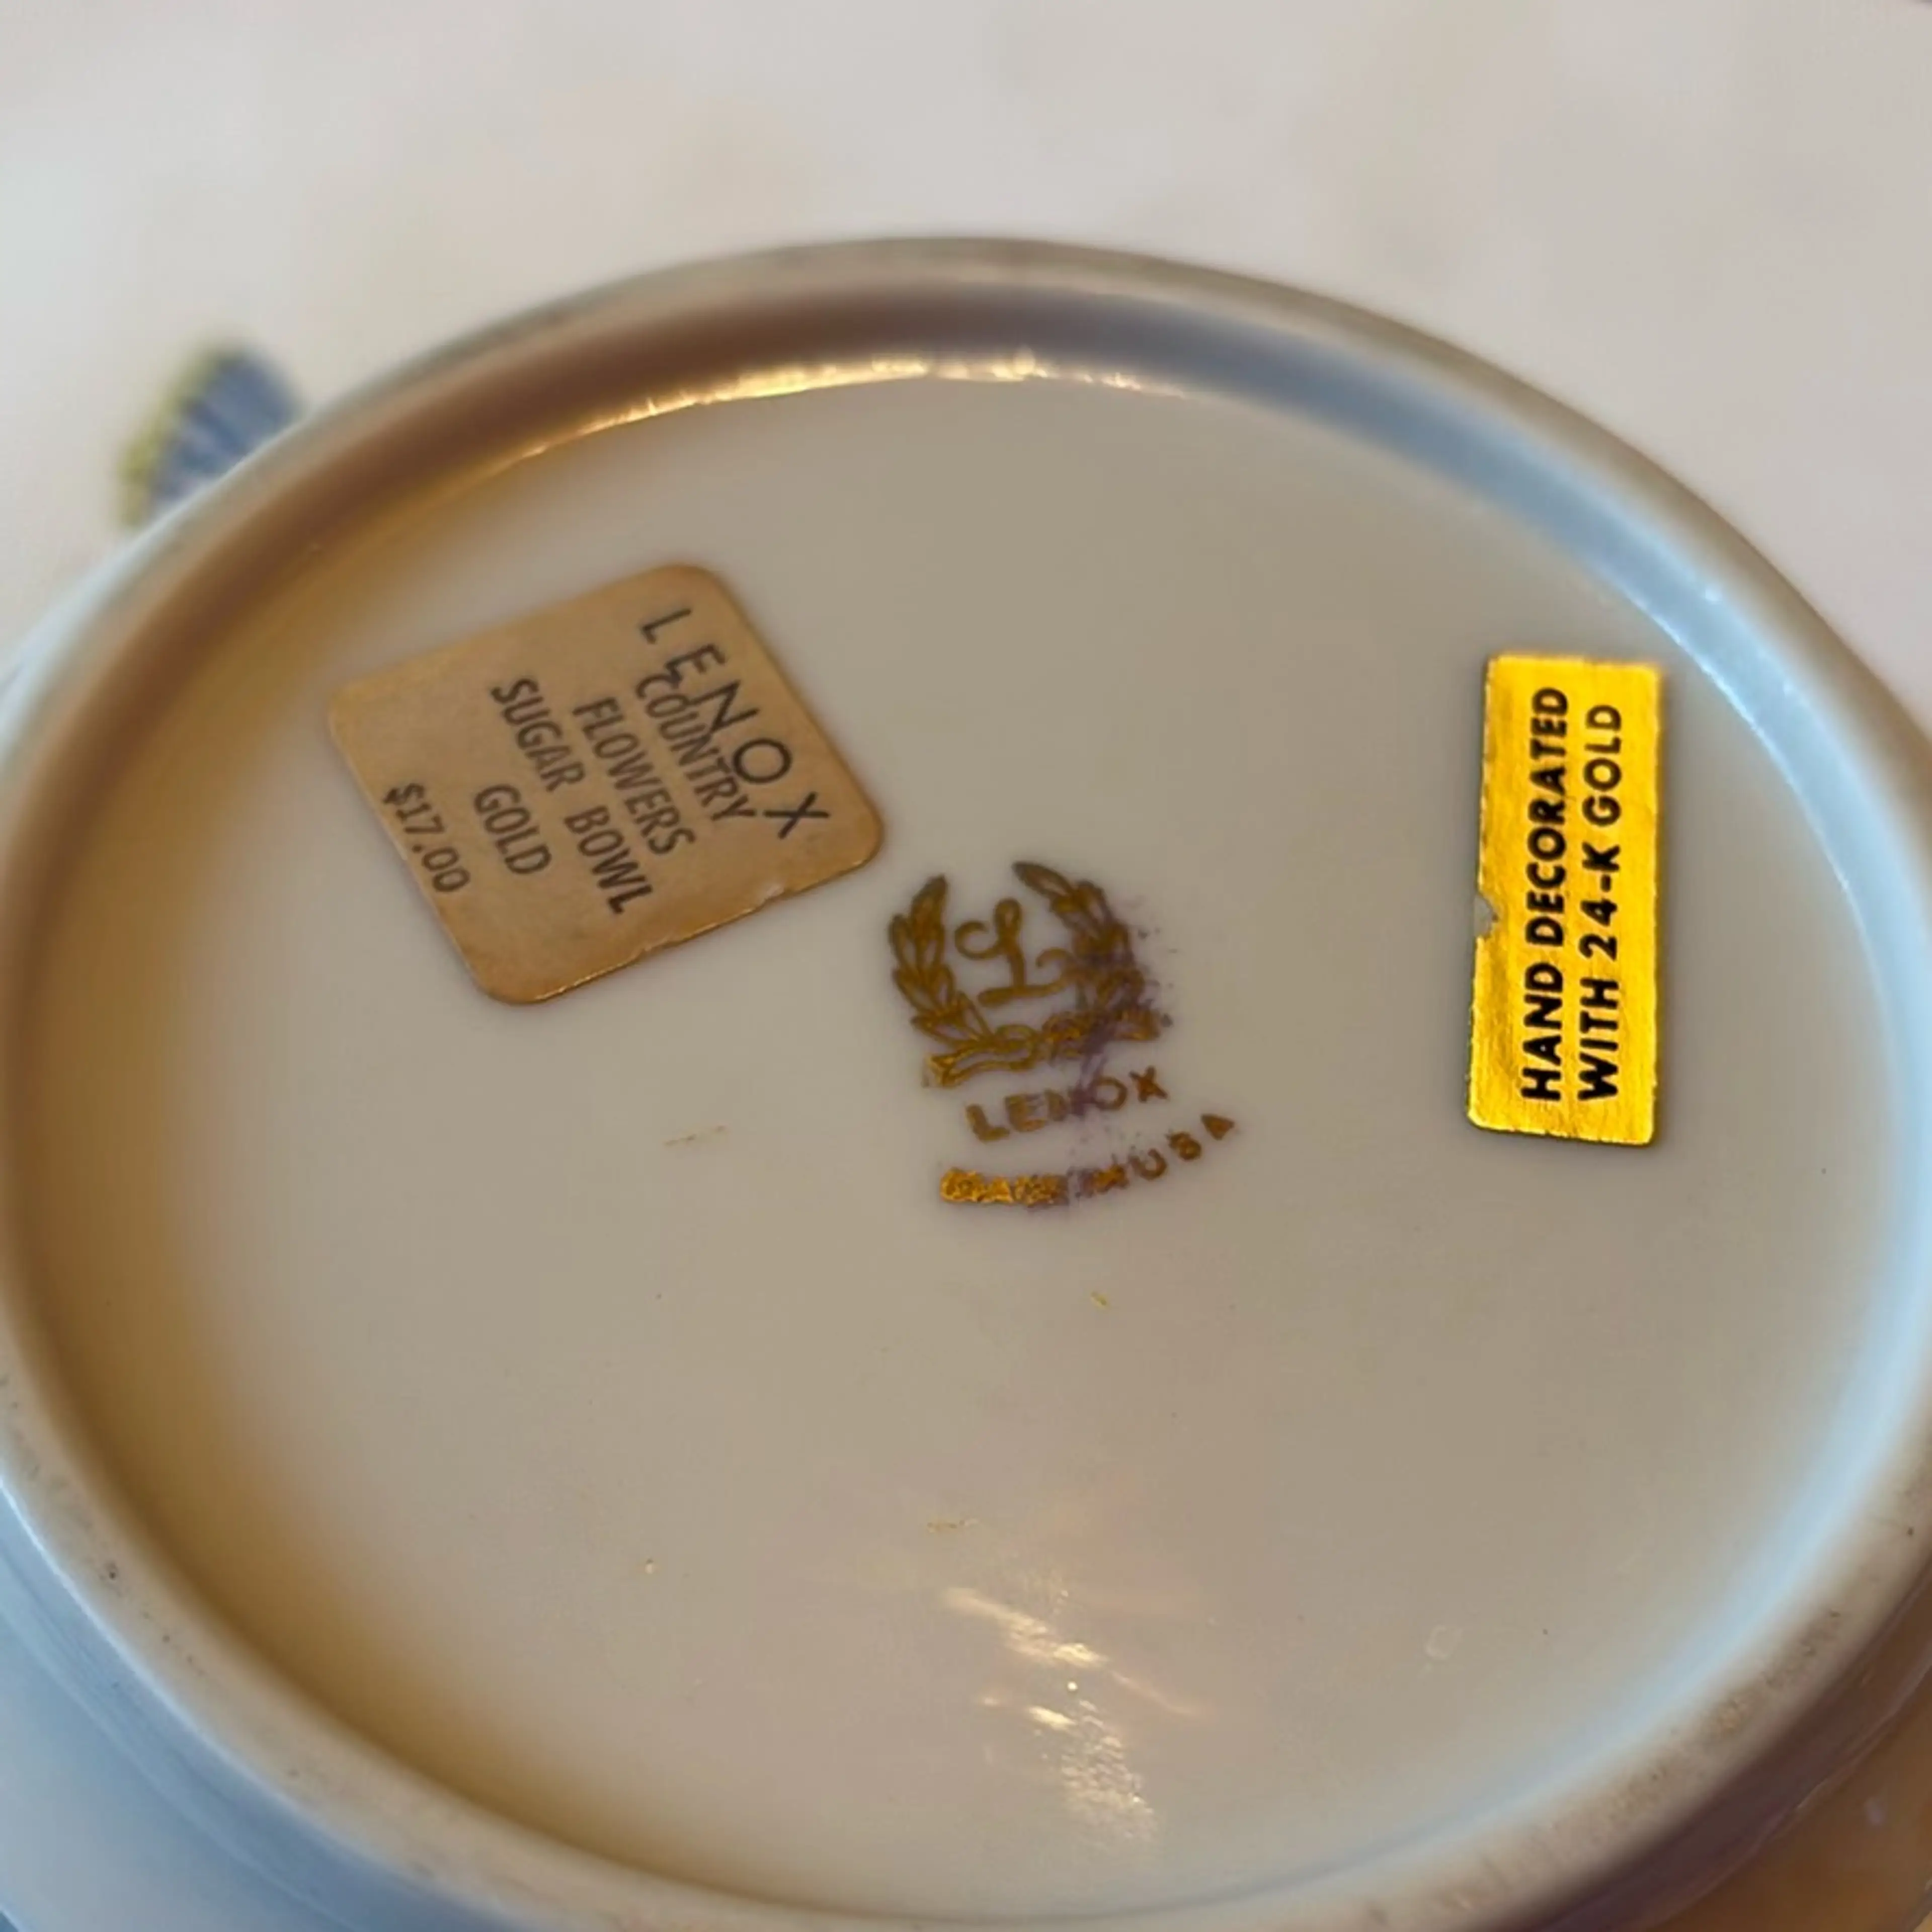 LENOX
COUNTRY
FLOWERS
SUGAR BOWL
GOLD
$17.00
L
LENOX
USA
HAND DECORATED
WITH 24-K GOLD